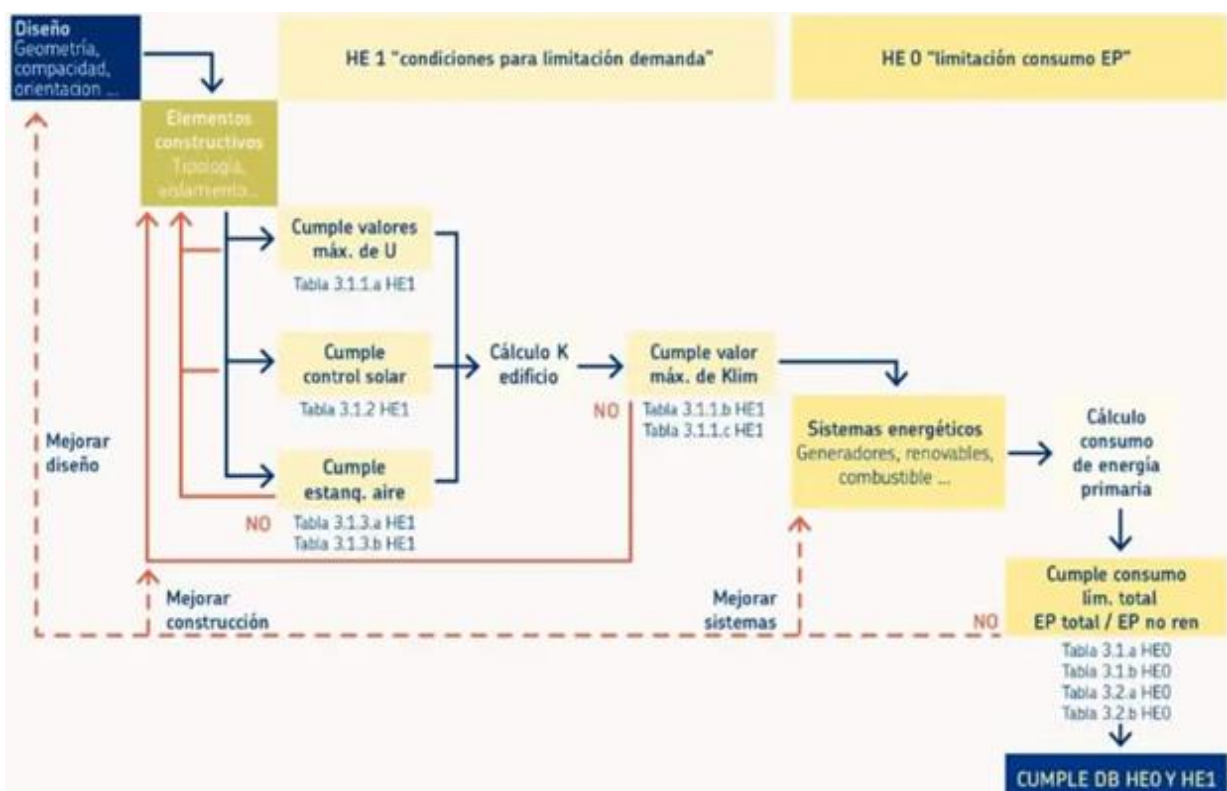 Diseño
Geometría,
compacidad,
orientacion ...
HE 1 "condiciones para limitación demanda"
HE 0 "limitación consumo EP"
Elementos
constructivos
Tipología,
aislamiento...
Cumple valores
máx. de U
Tabla 3.1.1.a HE1
Cumple
control solar
Tabla 3.1.2 HE1
Cumple
estanq. aire
NO
Tabla 3.1.3.a HE1
Tabla 3.1.3.b HE1
Cálculo K
edificio
Cumple valor
máx. de Klim
NO
Tabla 3.1.1.b HE1
Tabla 3.1.1.c HE1
Sistemas energéticos
Generadores, renovables,
combustible ...
Cálculo
consumo
de energía
primaria
Mejorar
diseño
Mejorar
construcción
Mejorar
sistemas
NO
Cumple consumo
lim. total
EP total / EP no ren
Tabla 3.1.a HE0
Tabla 3.1.b HE0
Tabla 3.2.a HE0
Tabla 3.2.b HE0
CUMPLE DB HE0 Y HE1